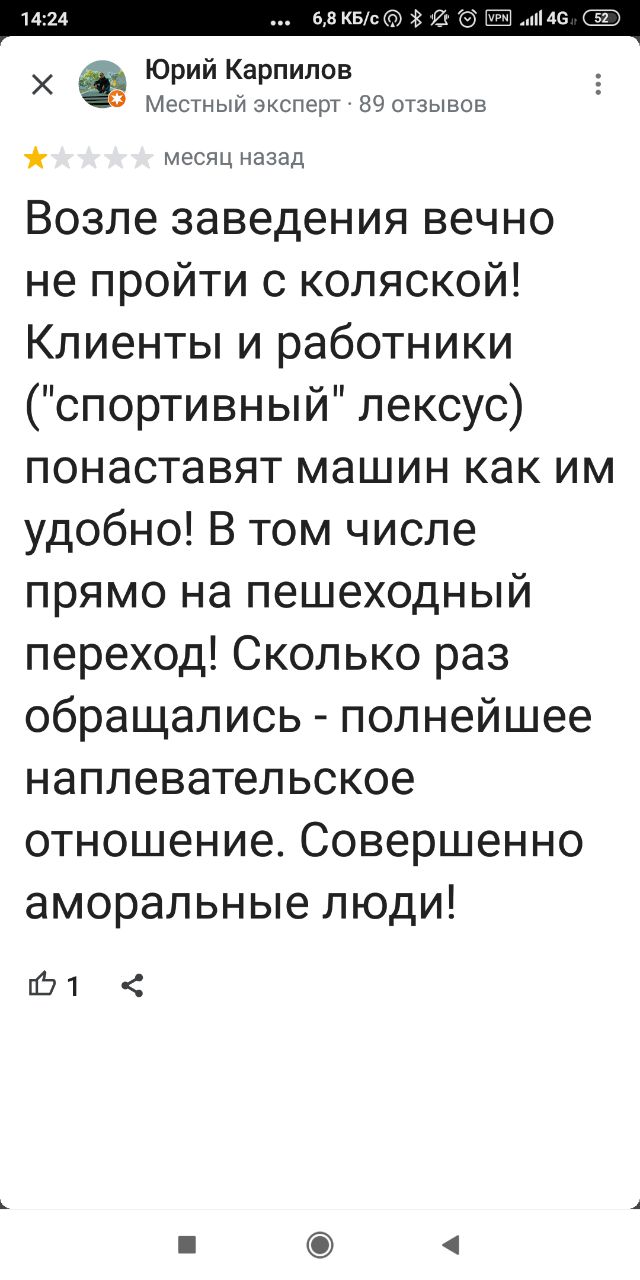 14:24 ... 6,8 КБ/с VPN 4G 52
Юрий Карпилов
Местный эксперт · 89 отзывов
месяц назад
Возле заведения вечно
не пройти с коляской!
Клиенты и работники
("спортивный" лексус)
понаставят машин как им
удобно! В том числе
прямо на пешеходный
переход! Сколько раз
обращались - полнейшее
наплевательское
отношение. Совершенно
аморальные люди!
1